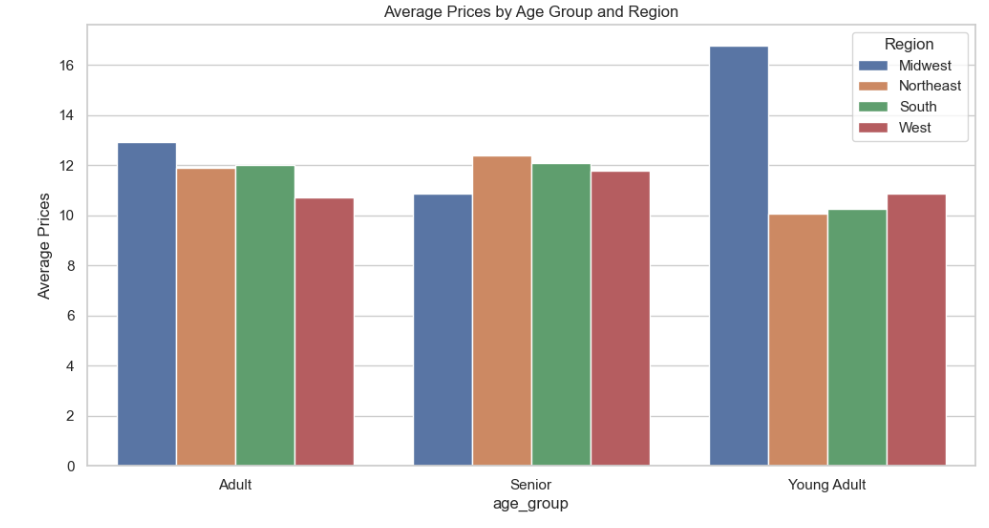 Average Prices by Age Group and Region
Region
Midwest
Northeast
South
West
Average Prices
16
14
12
10
8
6
4
2
0
Adult
Senior
Young Adult
age_group